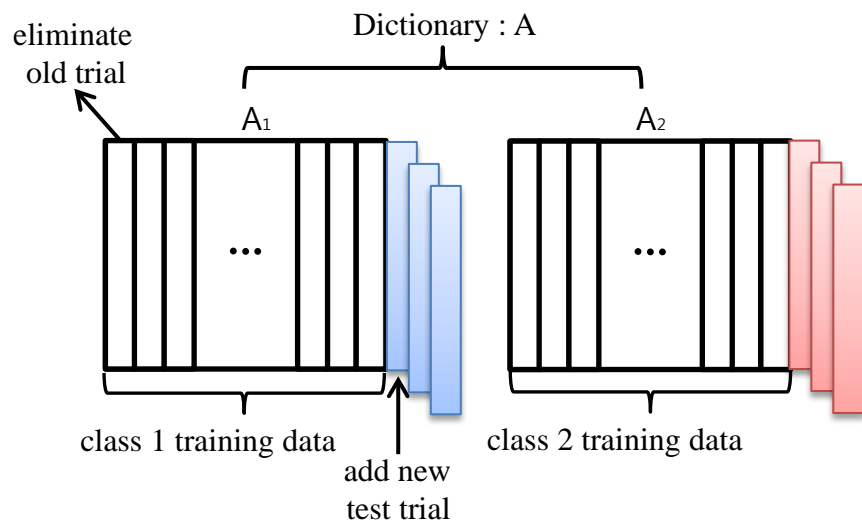 Dictionary : A
eliminate
old trial
A₁
A₂
...
...
class 1 training data
class 2 training data
add new
test trial